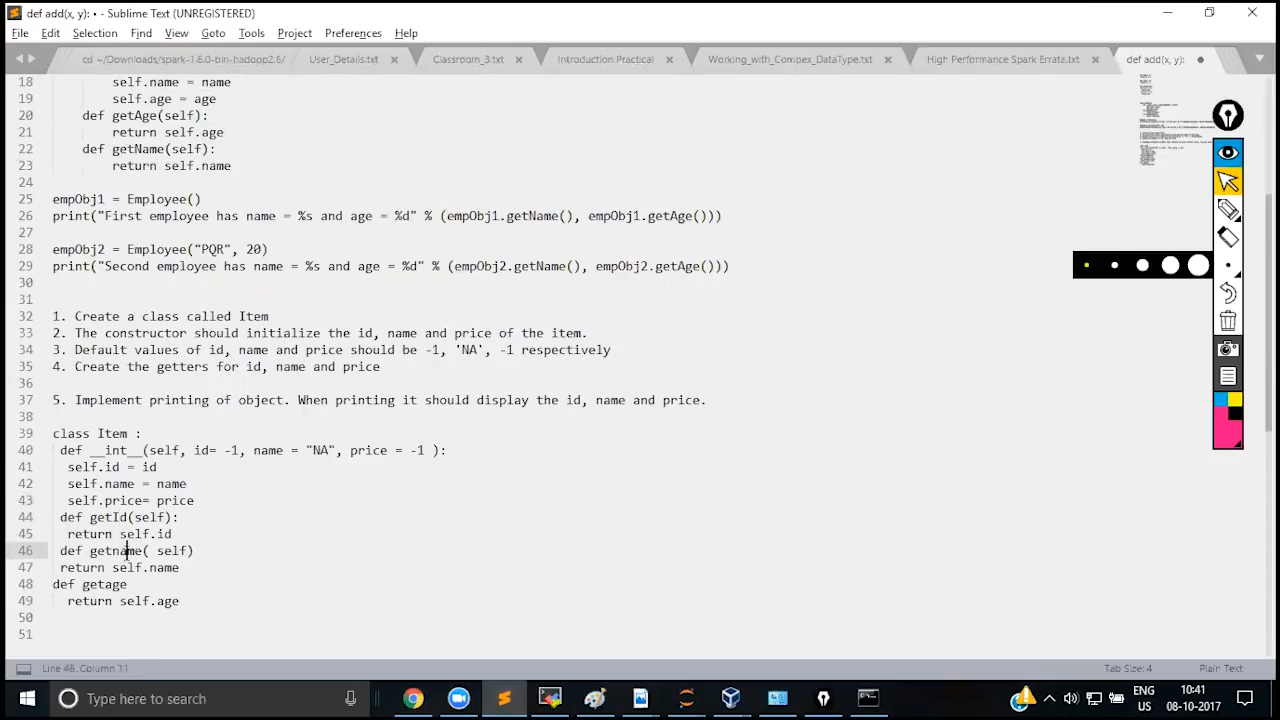 def add(x, y): • - Sublime Text (UNREGISTERED)
File Edit Selection Find View Goto Tools Project Preferences Help
cd ~/Downloads/spark-1.6.0-bin-hadoop2.6/ User_Details.txt Classroom_3.txt Introduction.Practical Working_with_Compex_DataType.txt High Performance Spark Errata.txt def add(x, y):
18 self.name = name
19 self.age = age
20 def getAge(self):
21 return self.age
22 def getName(self):
23 return self.name
24
25 empObj1 = Employee()
26 print("First employee has name = %s and age = %d" % (empObj1.getName(), empObj1.getAge()))
27
28 empObj2 = Employee("PQR", 20)
29 print("Second employee has name = %s and age = %d" % (empObj2.getName(), empObj2.getAge()))
30
31
32 1. Create a class called Item
33 2. The constructor should initialize the id, name and price of the item.
34 3. Default values of id, name and price should be -1, 'NA', -1 respectively
35 4. Create the getters for id, name and price
36
37 5. Implement printing of object. When printing it should display the id, name and price.
38
39 class Item :
40 def __int__(self, id= -1, name = "NA", price = -1 ):
41 self.id = id
42 self.name = name
43 self.price= price
44 def getId(self):
45 return self.id
46 def getname( self)
47 return self.name
48 def getage
49 return self.age
50
51
Line 46, Column 11 Tab Size: 4 Plain Text
Type here to search ENG 10:41
US 08-10-2017